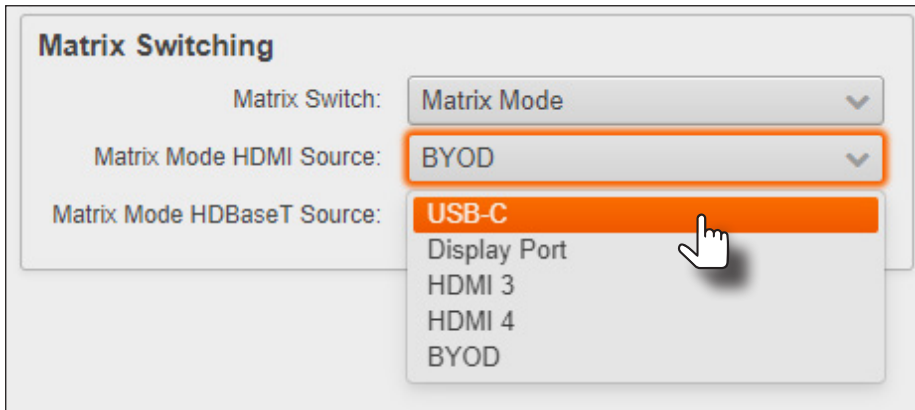 Matrix Switching
Matrix Switch: Matrix Mode
Matrix Mode HDMI Source: BYOD
Matrix Mode HDBaseT Source: USB-C
Display Port
HDMI 3
HDMI 4
BYOD